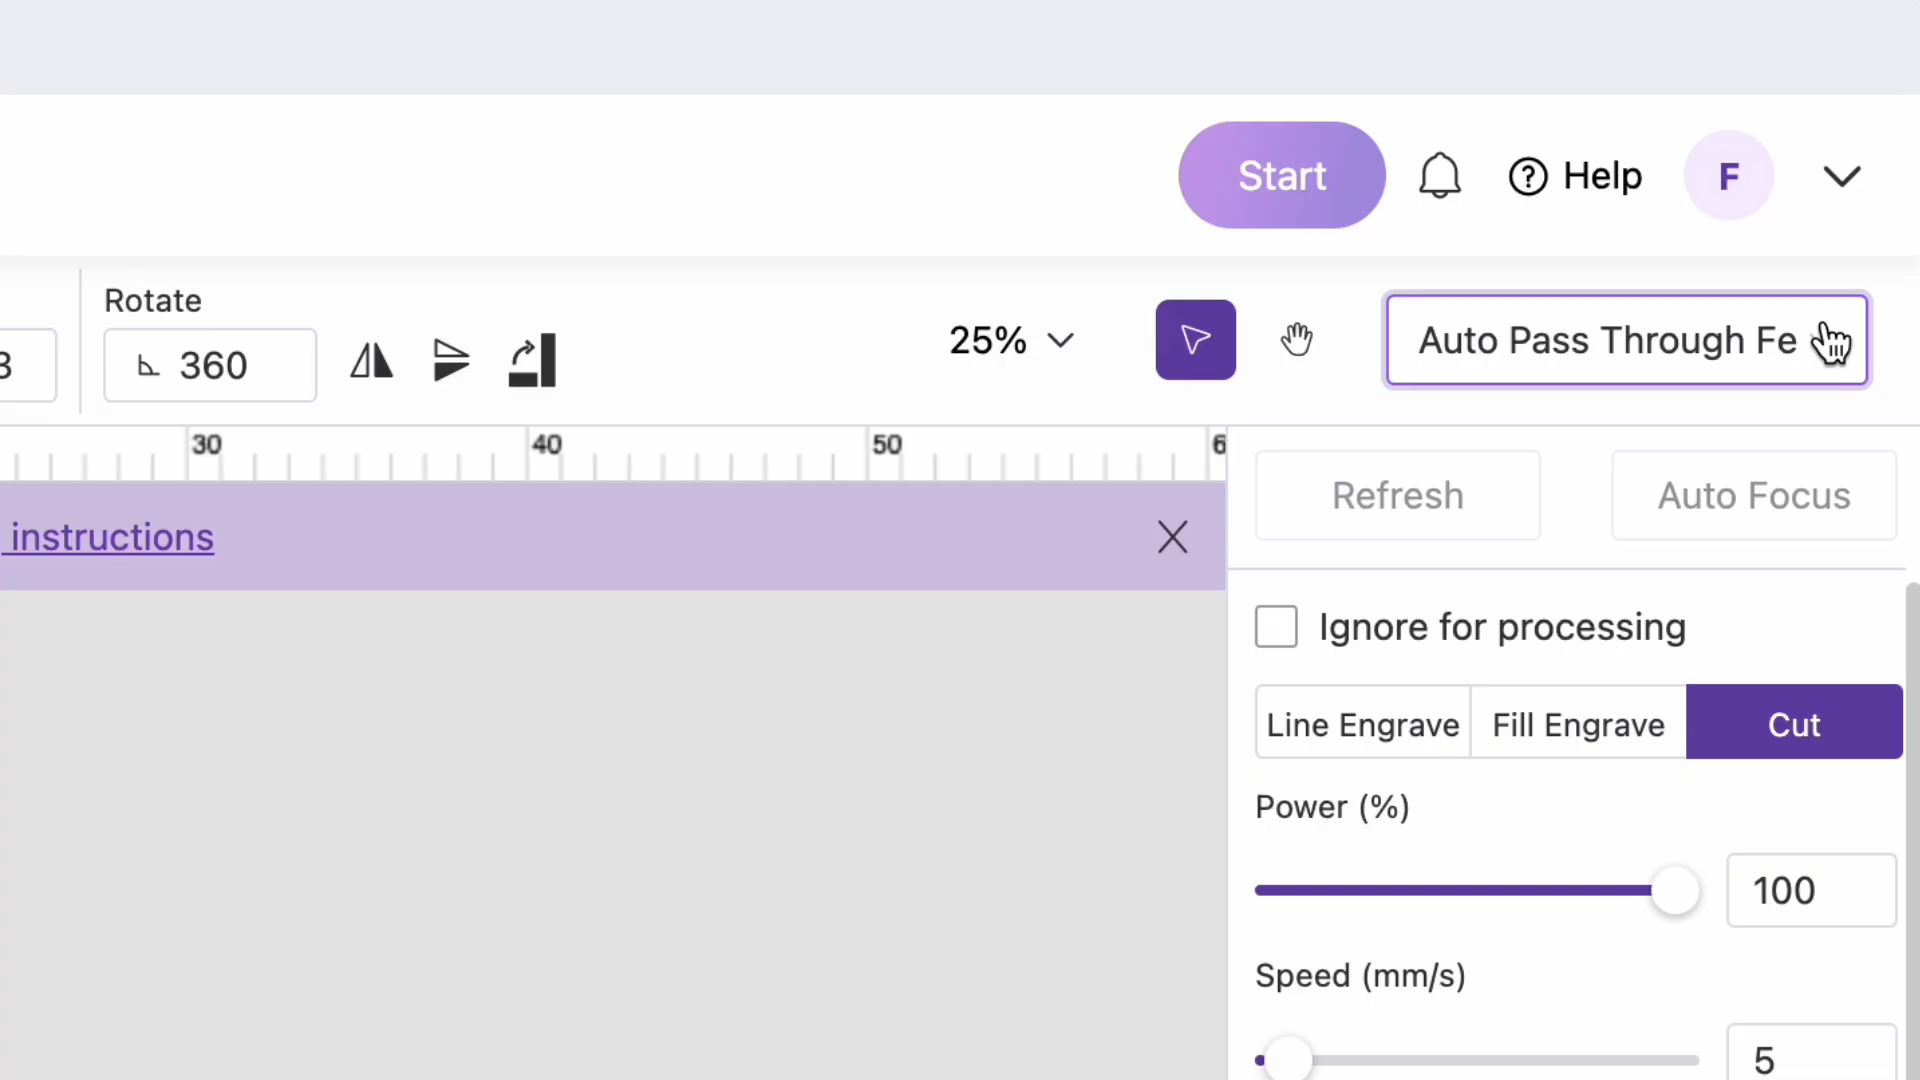 Start
Help
F
Rotate
360
25%
Auto Pass Through Fe
30
40
50
instructions
Refresh
Auto Focus
Ignore for processing
Line Engrave
Fill Engrave
Cut
Power (%)
100
Speed (mm/s)
5